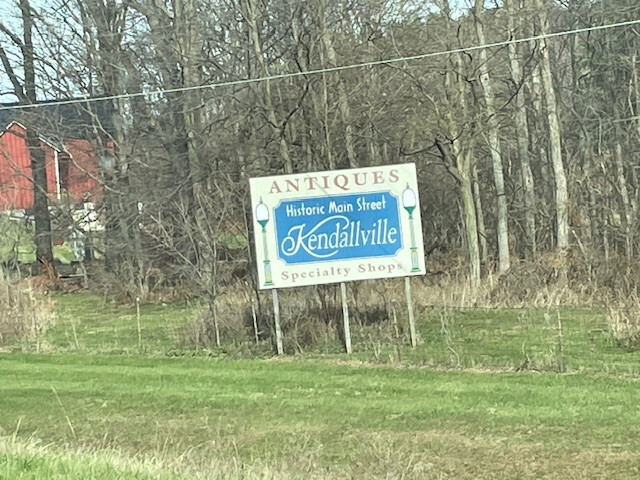 ANTIQUES
Historic Main Street
Kendallville
Specialty Shops